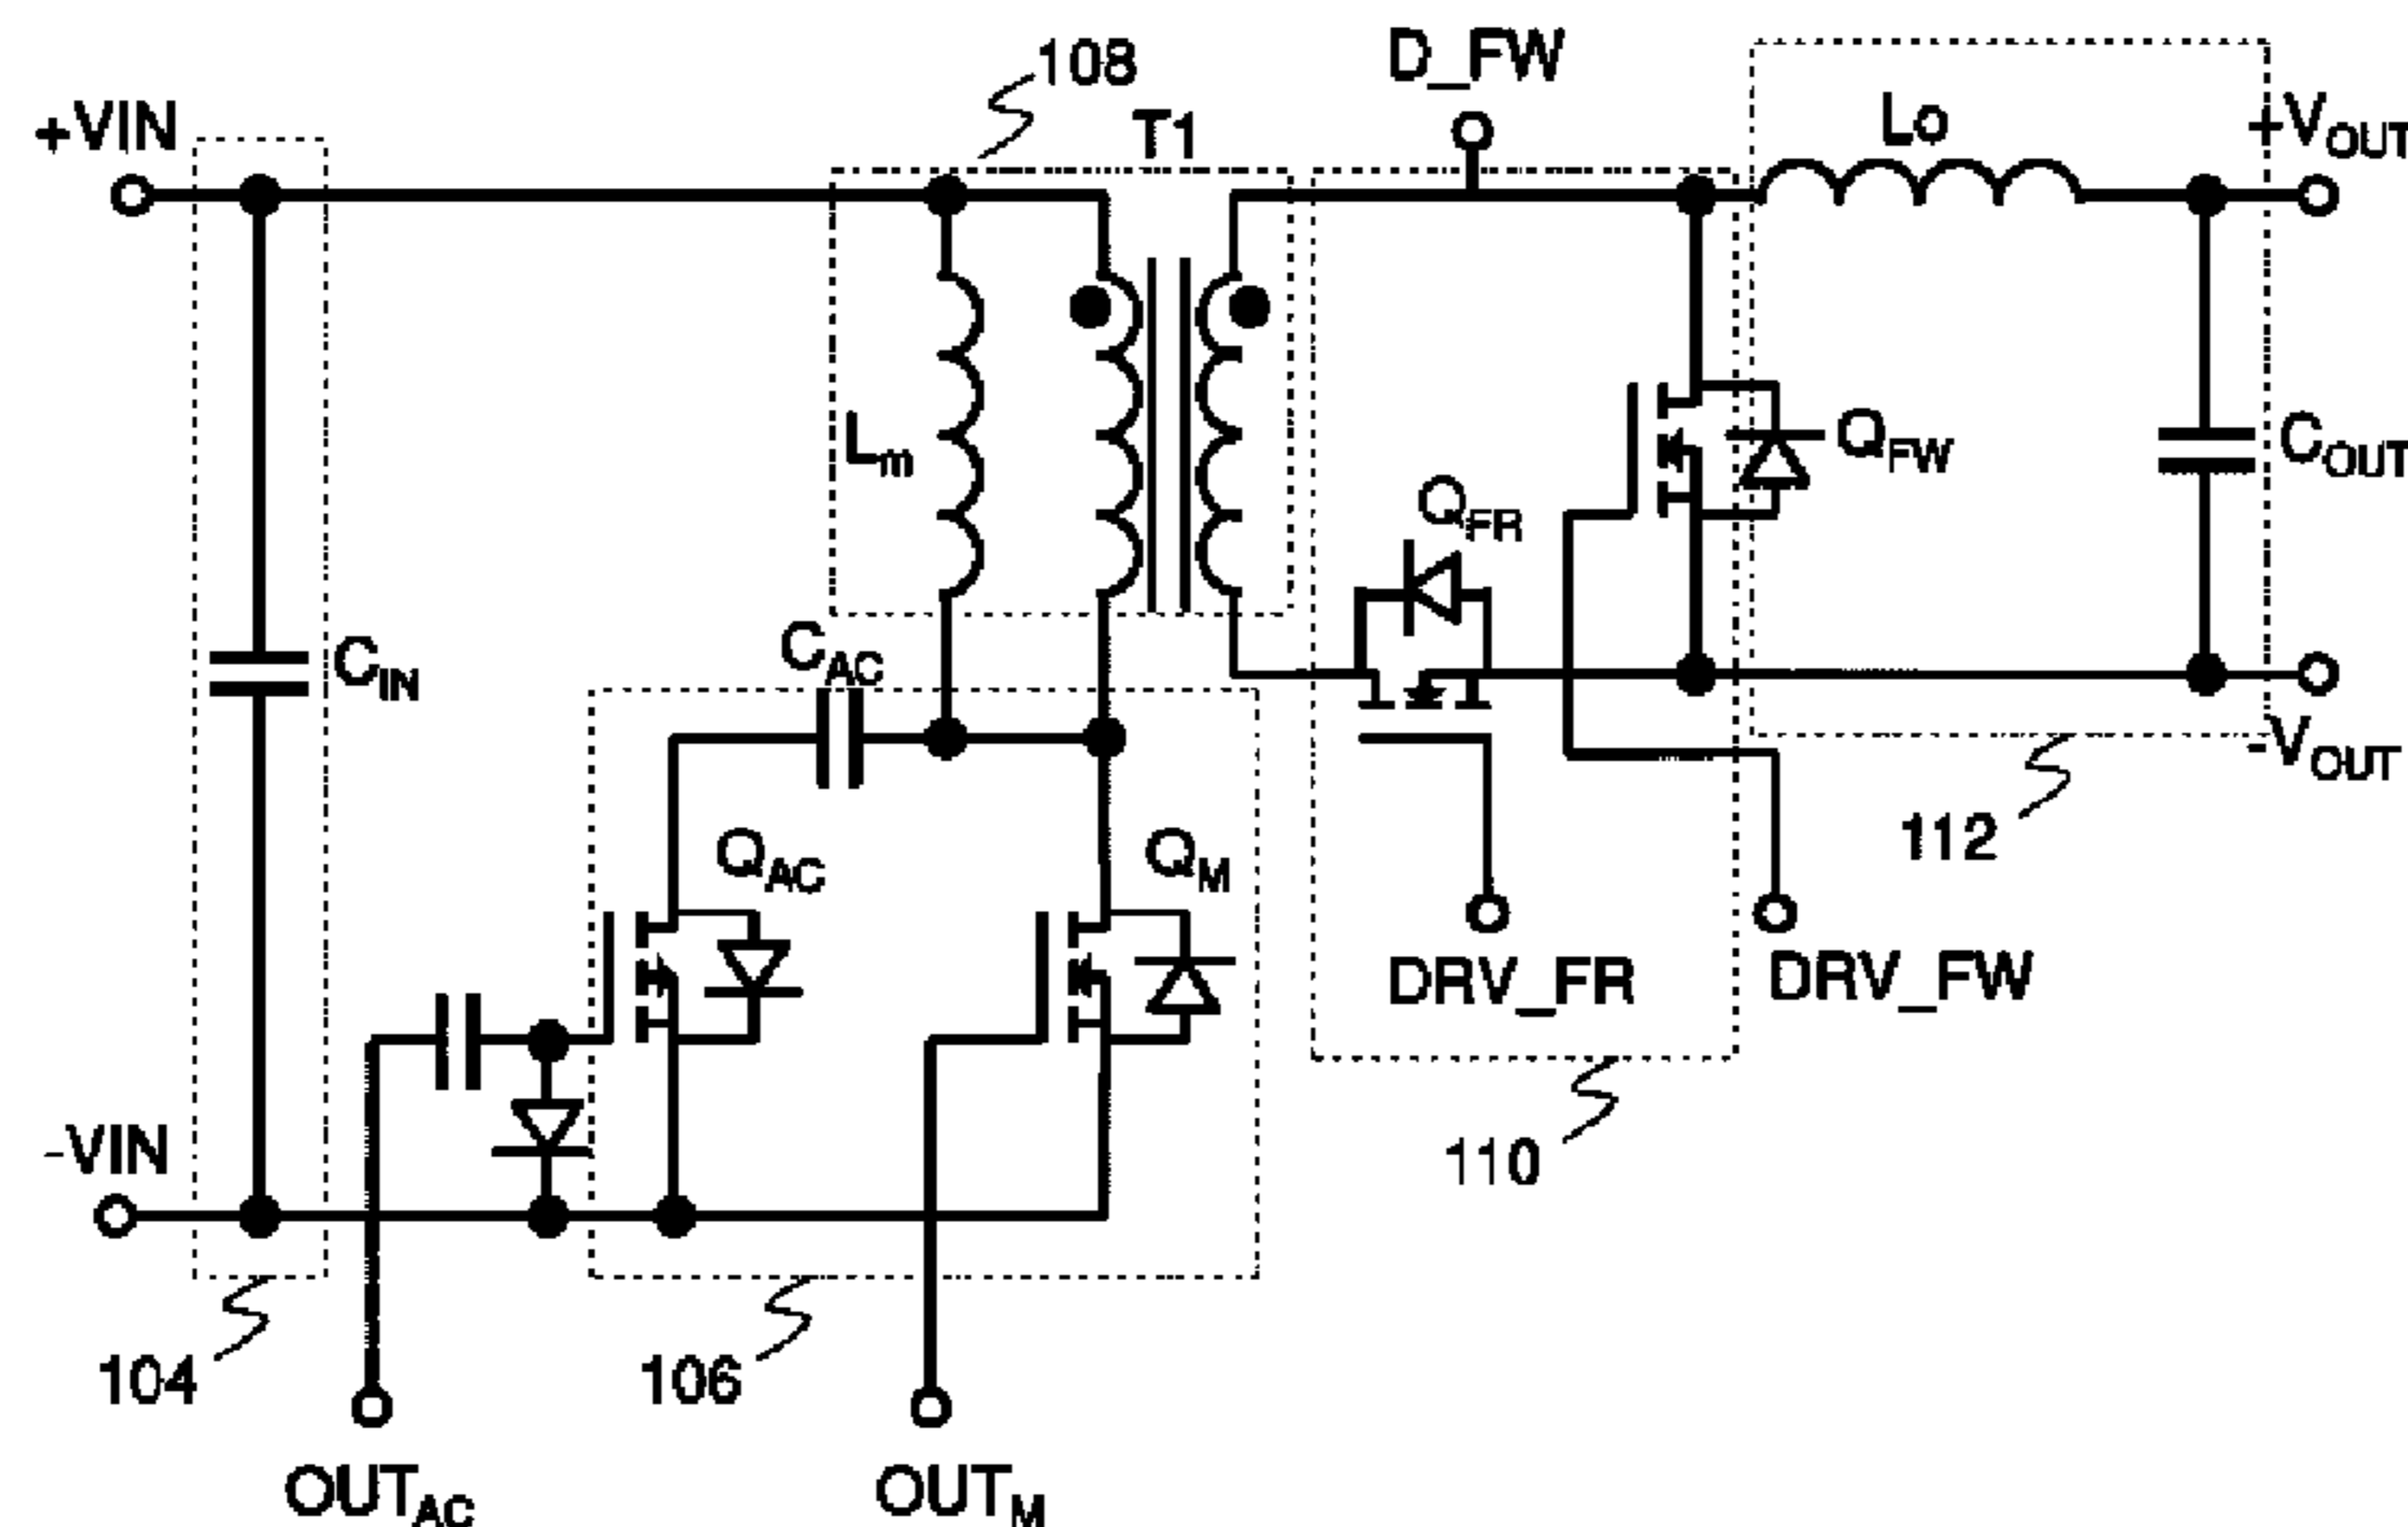 108
D_FW
T1
Lo
+VIN
+VOUT
Lm
QFW
COUT
QFR
CAC
CIN
-VOUT
112
QAC
QM
DRV_FR
DRV_FW
-VIN
110
104
106
OUTAC
OUTM